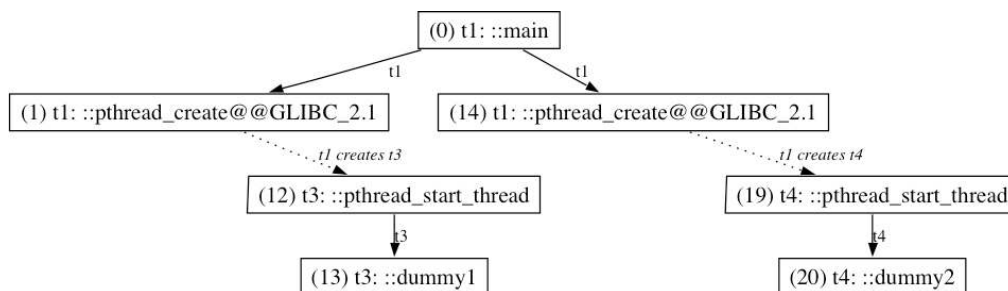 (0) t1: ::main
t1
t1
(1) t1: ::pthread_create@@GLIBC_2.1
(14) t1: ::pthread_create@@GLIBC_2.1
t1 creates t3
t1 creates t4
(12) t3: ::pthread_start_thread
(19) t4: ::pthread_start_thread
t3
t4
(13) t3: ::dummy1
(20) t4: ::dummy2